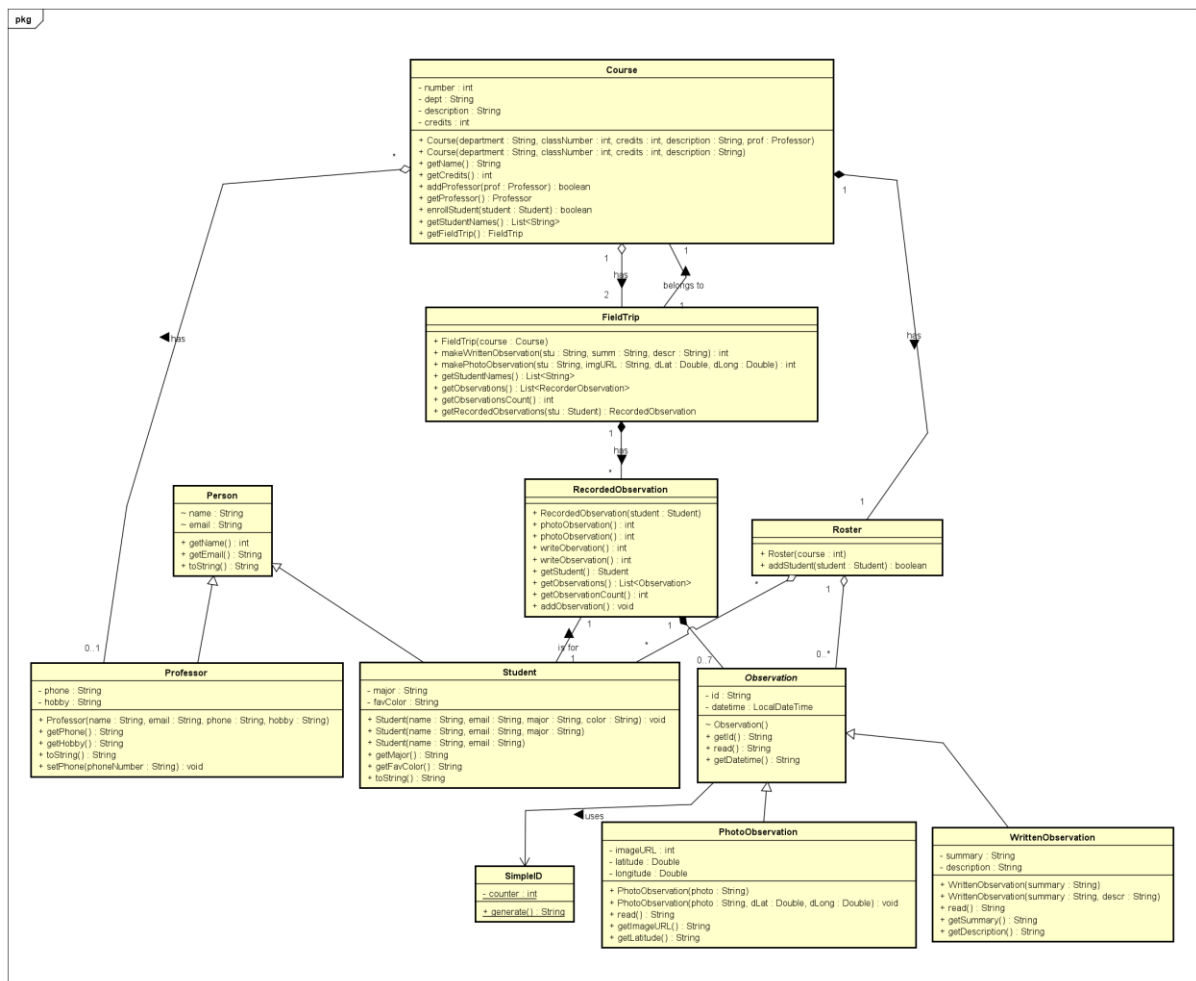 pkg
Course
- number : int
- dept : String
- description : String
- credits : int
+ Course(department : String, classNumber : int, credits : int, description : String, prof : Professor)
+ Course(department : String, classNumber : int, credits : int, description : String)
+ getName() : String
+ getCredits() : int
+ addProfessor(prof : Professor) : boolean
+ getProfessor() : Professor
+ enrollStudent(student : Student) : boolean
+ getStudentNames() : List<String>
+ getFieldTrip() : FieldTrip
*
1
1
1
has
belongs to
2
1
has
has
FieldTrip
+ FieldTrip(course : Course)
+ makeWrittenObservation(stu : String, summ : String, descr : String) : int
+ makePhotoObservation(stu : String, imgURL : String, dLat : Double, dLong : Double) : int
+ getStudentNames() : List<String>
+ getObservations() : List<RecorderObservation>
+ getObservationsCount() : int
+ getRecordedObservations(stu : Student) : RecordedObservation
1
has
*
1
Person
~ name : String
~ email : String
+ getName() : int
+ getEmail() : String
+ toString() : String
RecordedObservation
+ RecordedObservation(student : Student)
+ photoObservation() : int
+ photoObservation() : int
+ writeObervation() : int
+ writeObservation() : int
+ getStudent() : Student
+ getObservations() : List<Observation>
+ getObservationCount() : int
+ addObservation() : void
Roster
+ Roster(course : int)
+ addStudent(student : Student) : boolean
*
1
1
1
is for
1
*
0..1
0..7
0..*
Professor
- phone : String
- hobby : String
+ Professor(name : String, email : String, phone : String, hobby : String)
+ getPhone() : String
+ getHobby() : String
+ toString() : String
+ setPhone(phoneNumber : String) : void
Student
- major : String
- favColor : String
+ Student(name : String, email : String, major : String, color : String) : void
+ Student(name : String, email : String, major : String)
+ Student(name : String, email : String)
+ getMajor() : String
+ getFavColor() : String
+ toString() : String
Observation
- id : String
- datetime : LocalDateTime
~ Observation()
+ getId() : String
+ read() : String
+ getDatetime() : String
uses
SimpleID
- counter : int
+ generate() : String
PhotoObservation
- imageURL : int
- latitude : Double
- longitude : Double
+ PhotoObservation(photo : String)
+ PhotoObservation(photo : String, dLat : Double, dLong : Double) : void
+ read() : String
+ getImageURL() : String
+ getLatitude() : String
WrittenObservation
- summary : String
- description : String
+ WrittenObservation(summary : String)
+ WrittenObservation(summary : String, descr : String)
+ read() : String
+ getSummary() : String
+ getDescription() : String